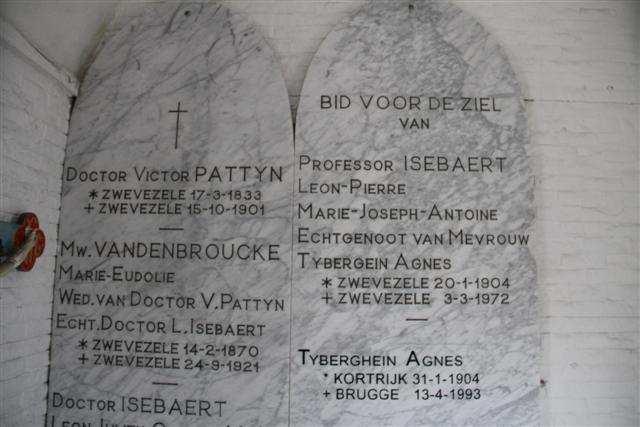 Doctor Victor PATTYN
* ZWEVEZELE 17-3-1833
+ ZWEVEZELE 15-10-1901
Mw. VANDENBROUCKE
Marie-Eudolie
Wed. van Doctor V. Pattyn
Echt. Doctor L. Isebaert
* ZWEVEZELE 14-2-1870
+ ZWEVEZELE 24-9-1921
Doctor ISEBAERT
BID VOOR DE ZIEL
VAN
Professor ISEBAERT
Leon-Pierre
Marie-Joseph-Antoine
Echtgenoot van Mevrouw
Tybergein Agnes
* ZWEVEZELE 20-1-1904
+ ZWEVEZELE 3-3-1972
Tyberghein Agnes
* KORTRIJK 31-1-1904
+ BRUGGE 13-4-1993